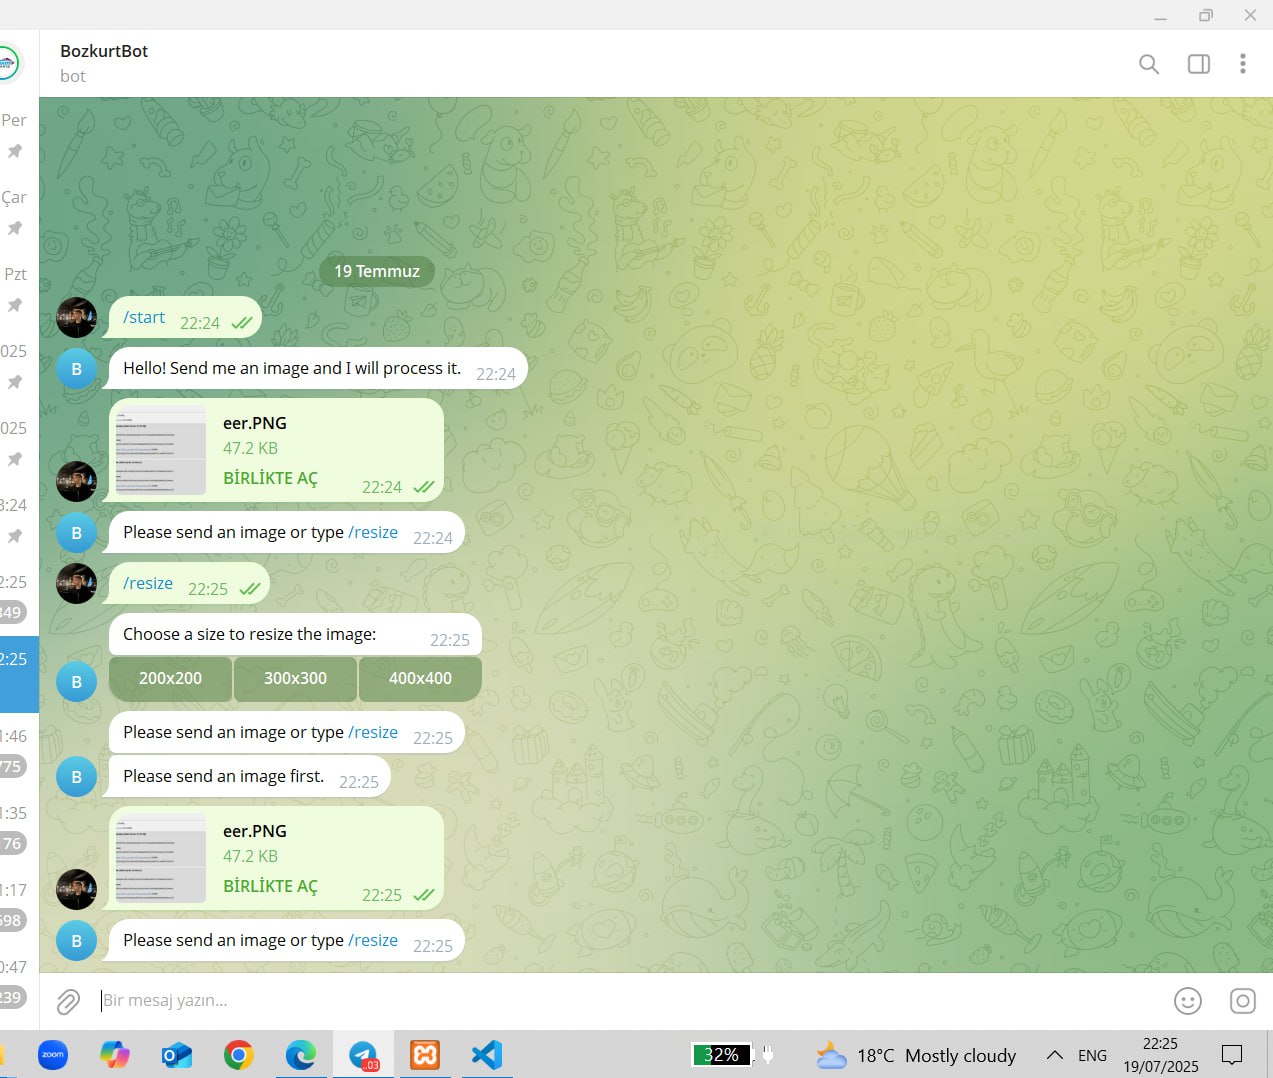 BozkurtBot
bot
Per
Çar
Pzt
025
025
3:24
2:25
349
2:25
1:46
775
1:35
176
1:17
598
0:47
239
19 Temmuz
/start 22:24
Hello! Send me an image and I will process it. 22:24
eer.PNG
47.2 KB
BİRLİKTE AÇ 22:24
Please send an image or type /resize 22:24
/resize 22:25
Choose a size to resize the image: 22:25
200x200 300x300 400x400
B
Please send an image or type /resize 22:25
B
Please send an image first. 22:25
eer.PNG
47.2 KB
BİRLİKTE AÇ 22:25
B
Please send an image or type /resize 22:25
Bir mesaj yazın...
zoom
.03
32%
18°C Mostly cloudy
ENG
22:25
19/07/2025